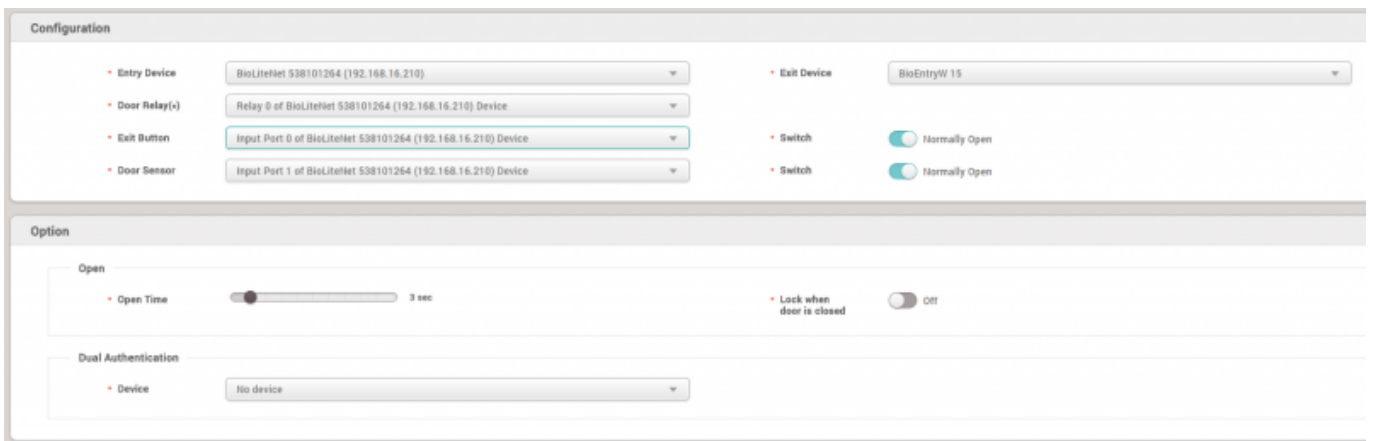 Configuration
Entry Device BioLiteNet 538101264 (192.168.16.210) Exit Device BioEntryW 15
Door Relay(*) Relay 0 of BioLiteNet 538101264 (192.168.16.210) Device
Exit Button Input Port 0 of BioLiteNet 538101264 (192.168.16.210) Device Switch Normally Open
Door Sensor Input Port 1 of BioLiteNet 538101264 (192.168.16.210) Device Switch Normally Open
Option
Open
Open Time 3 sec Lock when
door is closed Off
Dual Authentication
Device No device